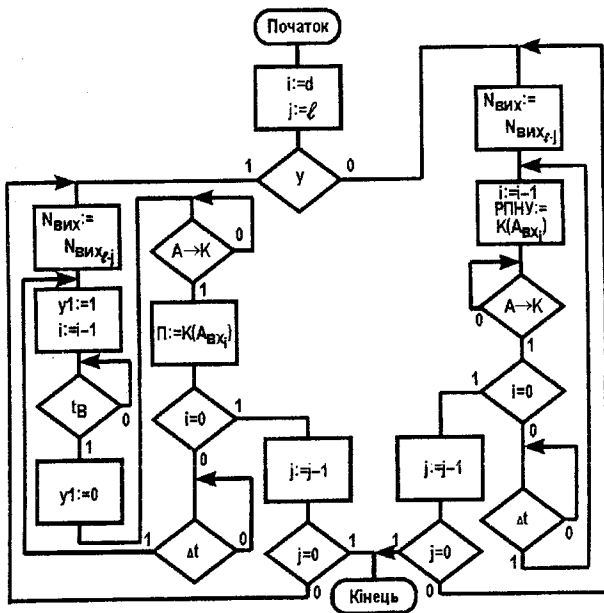 Початок
i:=d
j:=ℓ
y
1
0
Nвих:=
Nвихℓ-j
y1:=1
i:=i−1
tВ
0
1
y1:=0
A→K
0
1
П:=K(Aвхi)
i=0
1
0
Δt
1
0
j:=j−1
j=0
1
0
Кінець
Nвих:=
Nвихℓ-j
i:=i−1
РПНУ:=
K(Aвхi)
A→K
0
1
i=0
1
0
Δt
0
1
j:=j−1
j=0
1
0